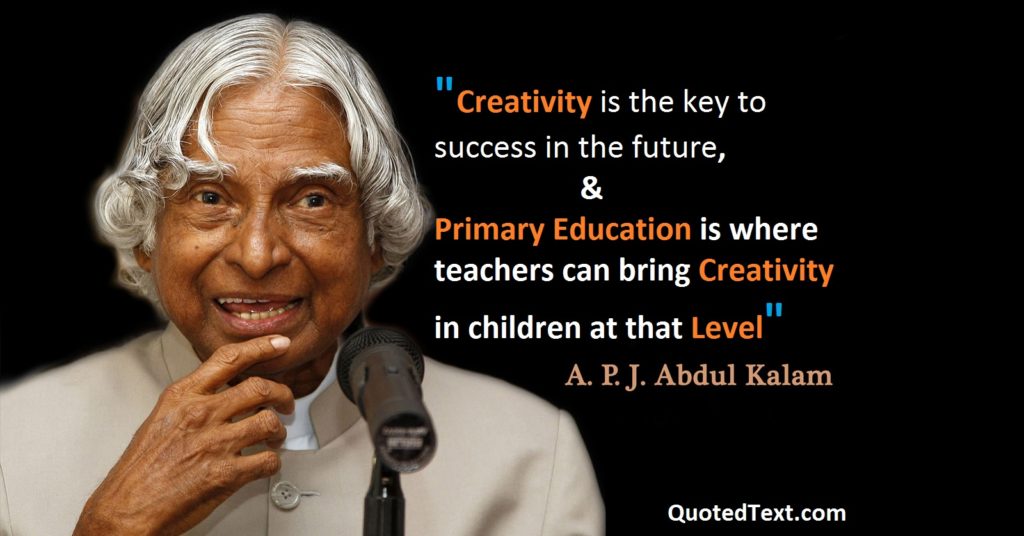 "Creativity is the key to
success in the future,
&
Primary Education is where
teachers can bring Creativity
in children at that Level"
A. P. J. Abdul Kalam
QuotedText.com